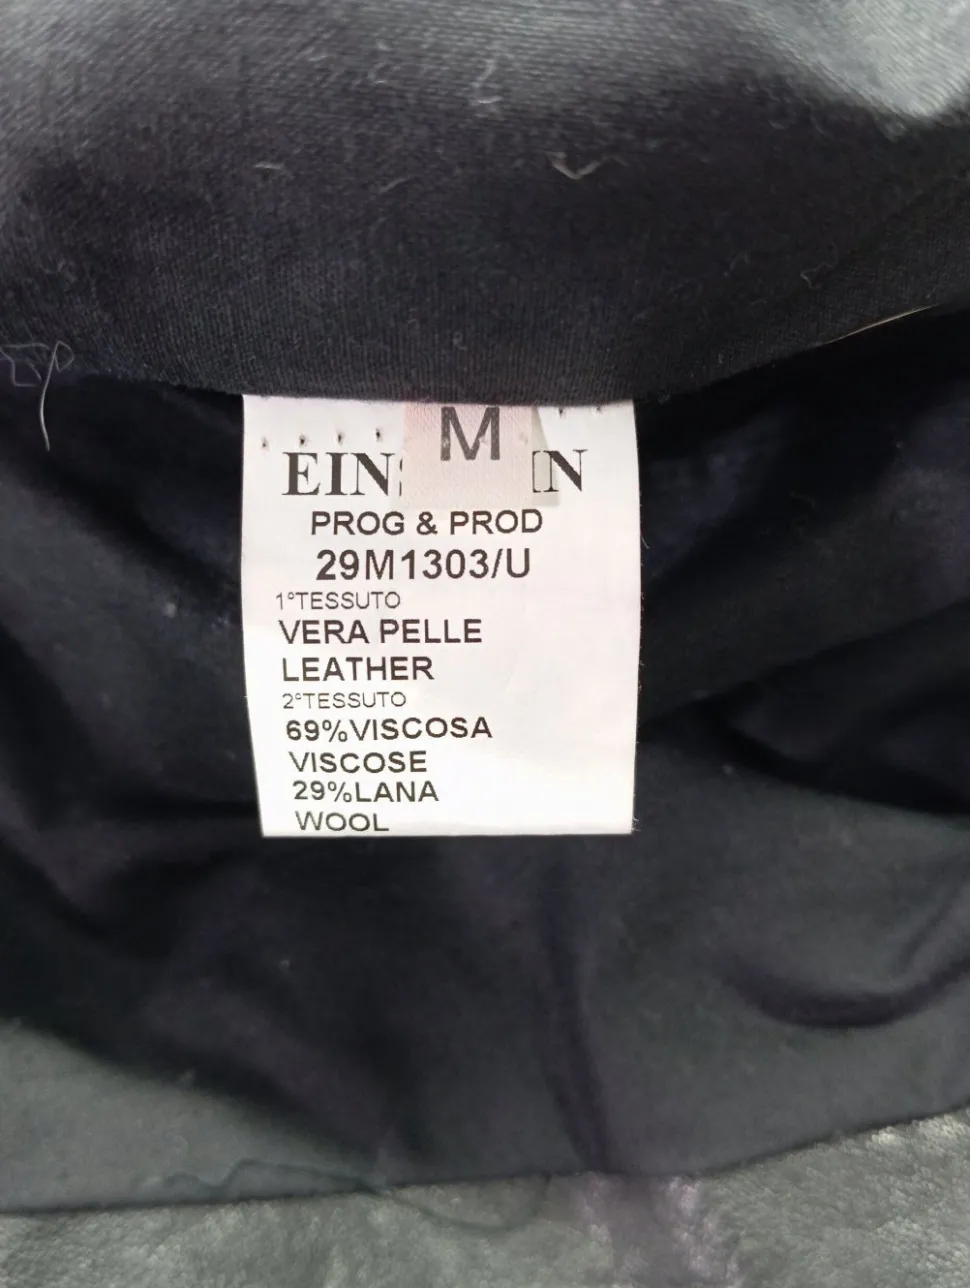 M
PROG & PROD
29M1303/U
1°TESSUTO
VERA PELLE
LEATHER
2°TESSUTO
69%VISCOSA
VISCOSE
29%LANA
WOOL